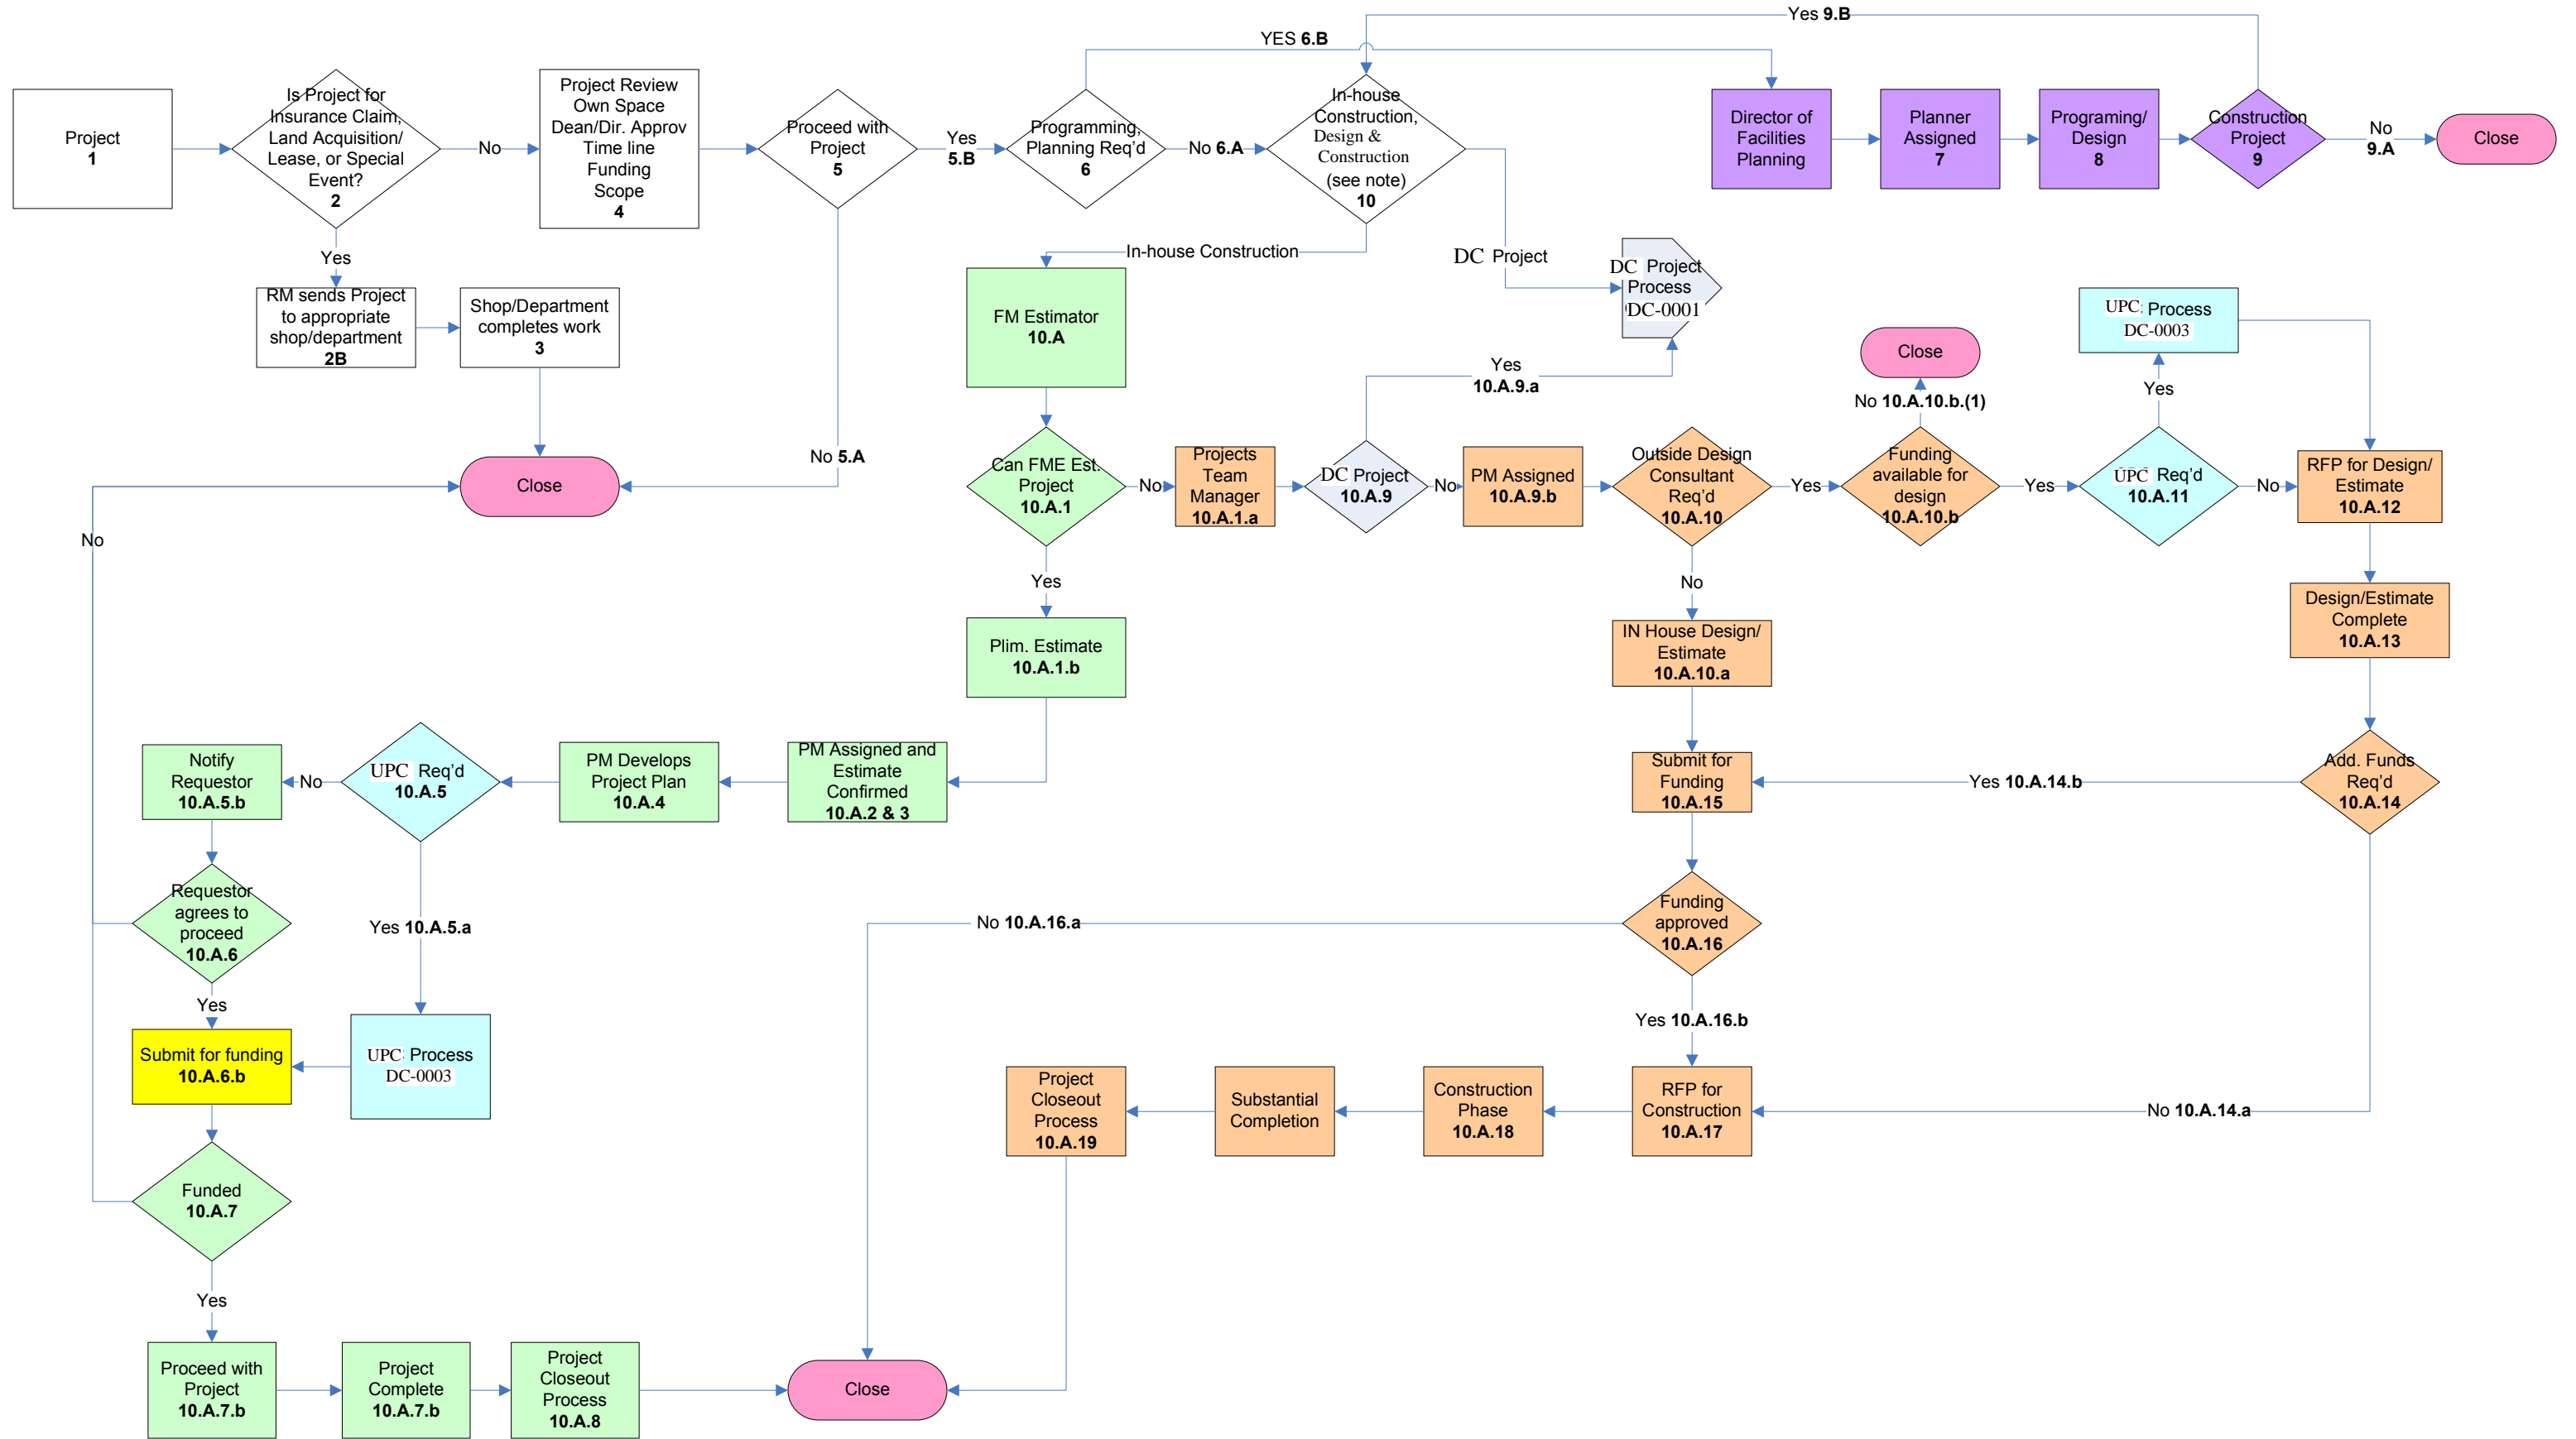 Yes 9.B
YES 6.B
Project
1
Is Project for
Insurance Claim,
Land Acquisition/
Lease, or Special
Event?
2
No
Project Review
Own Space
Dean/Dir. Approv
Time line
Funding
Scope
4
Proceed with
Project
5
Yes
5.B
Programming,
Planning Req'd
6
No 6.A
In-house
Construction,
Design &
Construction
(see note)
10
Director of
Facilities
Planning
Planner
Assigned
7
Programing/
Design
8
Construction
Project
9
No
9.A
Close
Yes
RM sends Project
to appropriate
shop/department
2B
Shop/Department
completes work
3
Close
No 5.A
In-house Construction
DC Project
DC Project
Process
DC-0001
FM Estimator
10.A
Yes
10.A.9.a
Close
No 10.A.10.b.(1)
UPC Process
DC-0003
Yes
Can FME Est.
Project
10.A.1
No
Projects
Team
Manager
10.A.1.a
DC Project
10.A.9
No
PM Assigned
10.A.9.b
Outside Design
Consultant
Req'd
10.A.10
Yes
Funding
available for
design
10.A.10.b
Yes
UPC Req'd
10.A.11
No
RFP for Design/
Estimate
10.A.12
No
Yes
No
Design/Estimate
Complete
10.A.13
Plim. Estimate
10.A.1.b
IN House Design/
Estimate
10.A.10.a
Notify
Requestor
10.A.5.b
No
UPC Req'd
10.A.5
PM Develops
Project Plan
10.A.4
PM Assigned and
Estimate
Confirmed
10.A.2 & 3
Submit for
Funding
10.A.15
Yes 10.A.14.b
Add. Funds
Req'd
10.A.14
Requestor
agrees to
proceed
10.A.6
Yes 10.A.5.a
No 10.A.16.a
Funding
approved
10.A.16
Yes
Yes 10.A.16.b
Submit for funding
10.A.6.b
UPC Process
DC-0003
Project
Closeout
Process
10.A.19
Substantial
Completion
Construction
Phase
10.A.18
RFP for
Construction
10.A.17
No 10.A.14.a
Funded
10.A.7
Yes
Proceed with
Project
10.A.7.b
Project
Complete
10.A.7.b
Project
Closeout
Process
10.A.8
Close